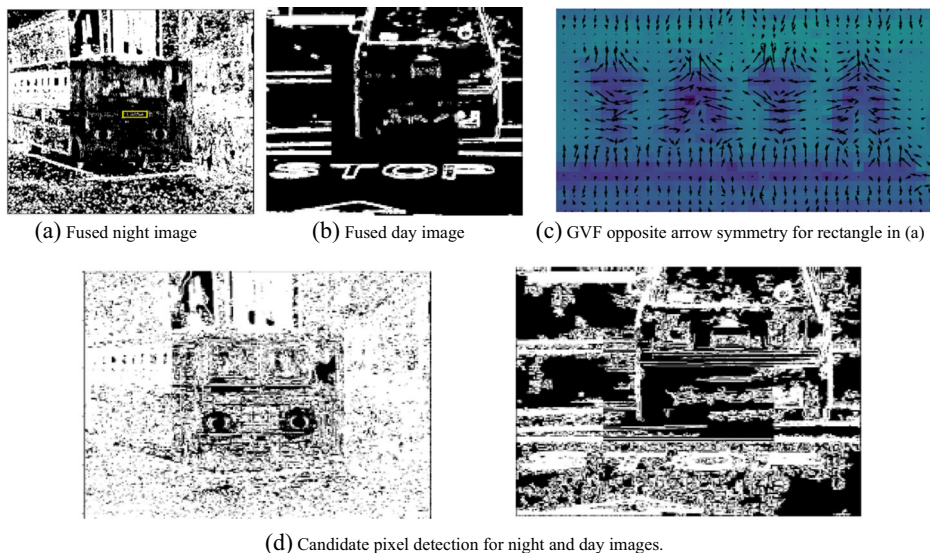 STOP
(a) Fused night image
(b) Fused day image
(c) GVF opposite arrow symmetry for rectangle in (a)
(d) Candidate pixel detection for night and day images.